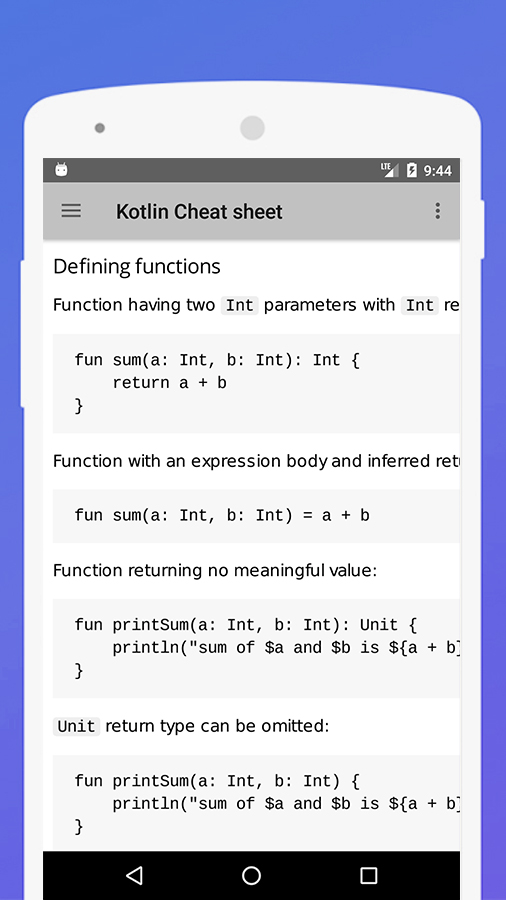 LTE 9:44
Kotlin Cheat sheet
Defining functions
Function having two Int parameters with Int re
fun sum(a: Int, b: Int): Int {
    return a + b
}
Function with an expression body and inferred ret
fun sum(a: Int, b: Int) = a + b
Function returning no meaningful value:
fun printSum(a: Int, b: Int): Unit {
    println("sum of $a and $b is ${a + b}
}
Unit return type can be omitted:
fun printSum(a: Int, b: Int) {
    println("sum of $a and $b is ${a + b}
}